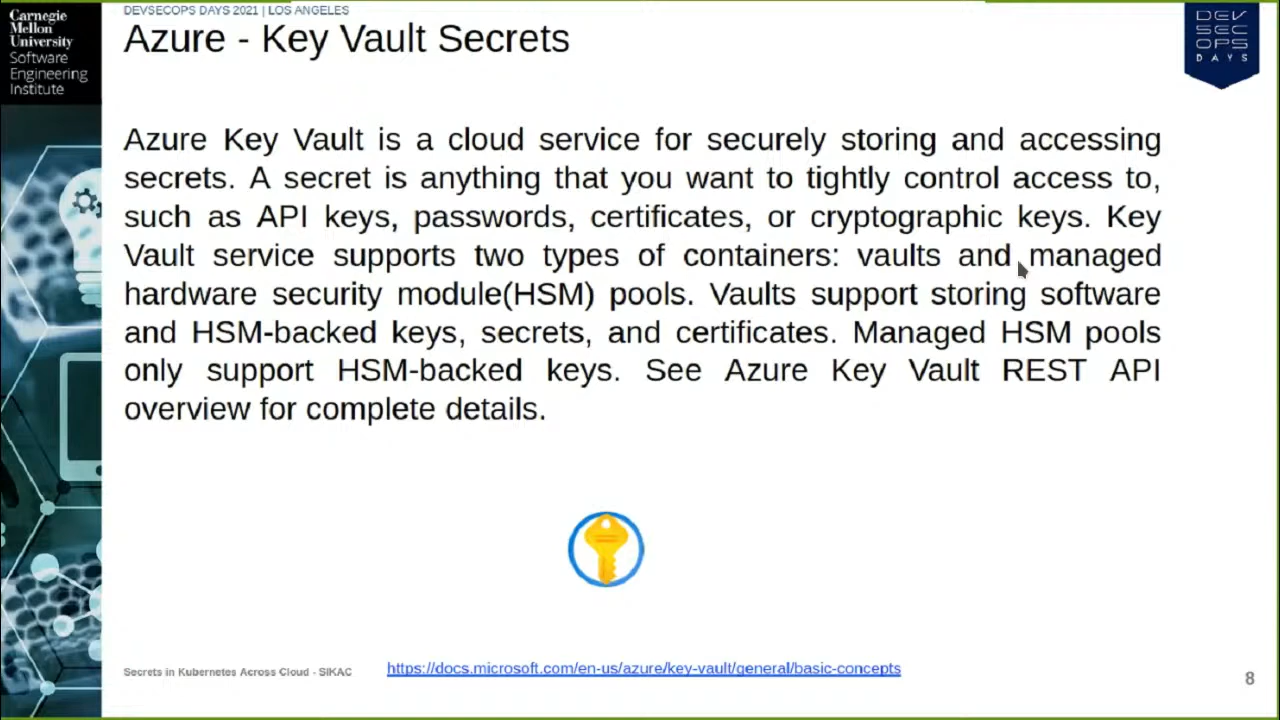 DEVSECOPS DAYS 2021 | LOS ANGELES
Carnegie
Mellon
University
Software
Engineering
Institute
Azure - Key Vault Secrets
DEV
SEC
OPS
DAYS
Azure Key Vault is a cloud service for securely storing and accessing
secrets. A secret is anything that you want to tightly control access to,
such as API keys, passwords, certificates, or cryptographic keys. Key
Vault service supports two types of containers: vaults and managed
hardware security module(HSM) pools. Vaults support storing software
and HSM-backed keys, secrets, and certificates. Managed HSM pools
only support HSM-backed keys. See Azure Key Vault REST API
overview for complete details.
Secrets in Kubernetes Across Cloud - SIKAC
https://docs.microsoft.com/en-us/azure/key-vault/general/basic-concepts
8